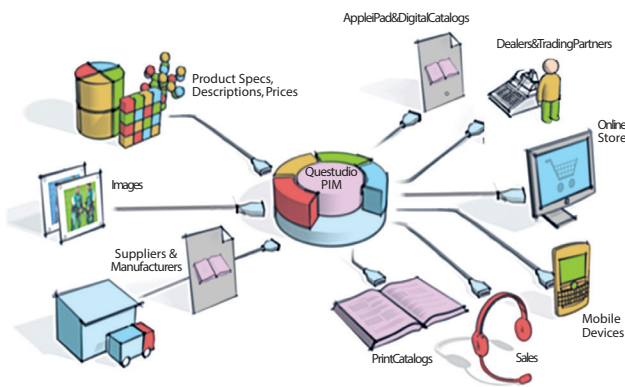 AppleiPad&DigitalCatalogs
Dealers&TradingPartners
Product Specs,
Descriptions, Prices
Online
Store
Questudio
PIM
Images
Suppliers &
Manufacturers
Mobile
Devices
PrintCatalogs
Sales